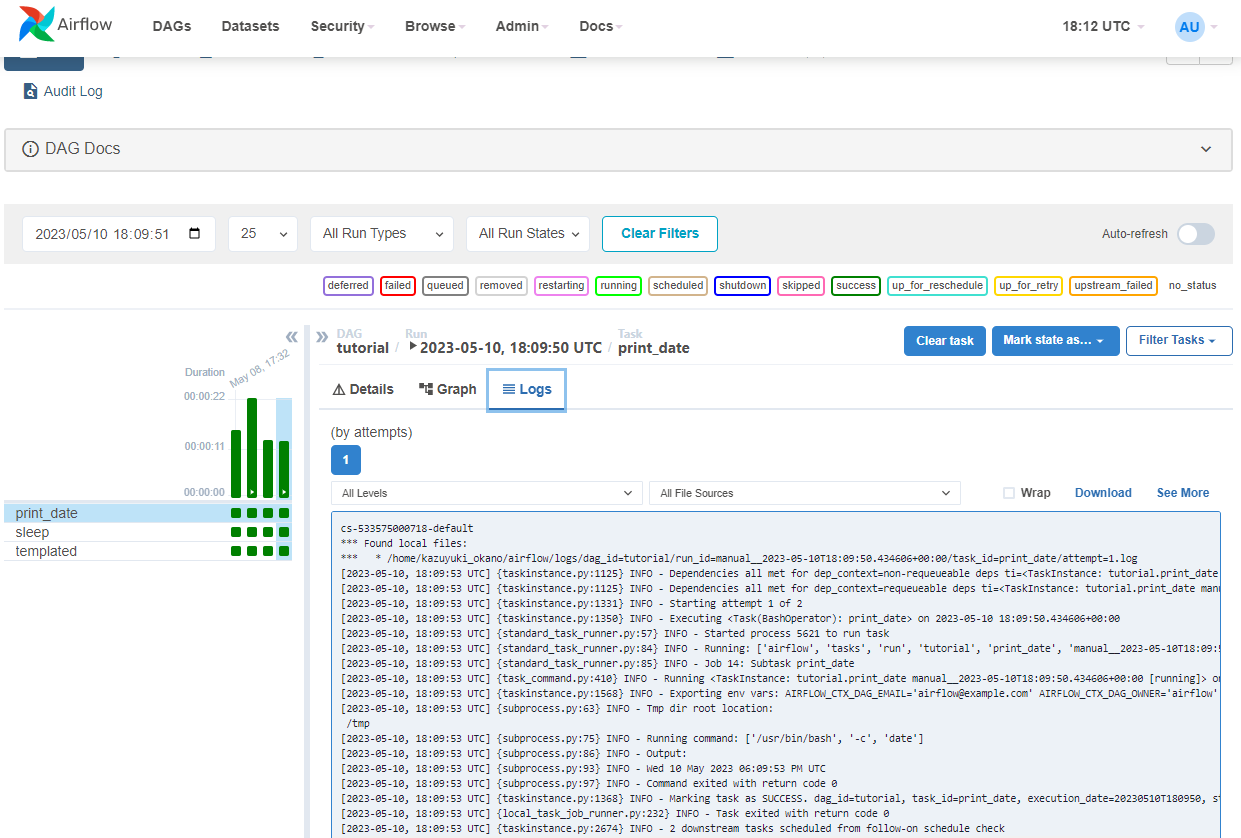 Airflow DAGs Datasets Security Browse Admin Docs 18:12 UTC AU
Audit Log
DAG Docs
2023/05/10 18:09:51 25 All Run Types All Run States Clear Filters Auto-refresh
deferred failed queued removed restarting running scheduled shutdown skipped success up_for_reschedule up_for_retry upstream_failed no_status
DAG Run Task
tutorial / 2023-05-10, 18:09:50 UTC / print_date Clear task Mark state as... Filter Tasks
Duration May 08, 17:32
00:00:22
00:00:11
00:00:00
print_date
sleep
templated
Details Graph Logs
(by attempts)
1
All Levels All File Sources Wrap Download See More
cs-533575000718-default
*** Found local files:
***   * /home/kazuyuki_okano/airflow/logs/dag_id=tutorial/run_id=manual__2023-05-10T18:09:50.434606+00:00/task_id=print_date/attempt=1.log
[2023-05-10, 18:09:53 UTC] {taskinstance.py:1125} INFO - Dependencies all met for dep_context=non-requeueable deps ti=<TaskInstance: tutorial.print_date
[2023-05-10, 18:09:53 UTC] {taskinstance.py:1125} INFO - Dependencies all met for dep_context=requeueable deps ti=<TaskInstance: tutorial.print_date
[2023-05-10, 18:09:53 UTC] {taskinstance.py:1331} INFO - Starting attempt 1 of 2
[2023-05-10, 18:09:53 UTC] {taskinstance.py:1350} INFO - Executing <Task(BashOperator): print_date> on 2023-05-10 18:09:50.434606+00:00
[2023-05-10, 18:09:53 UTC] {standard_task_runner.py:57} INFO - Started process 5621 to run task
[2023-05-10, 18:09:53 UTC] {standard_task_runner.py:84} INFO - Running: ['airflow', 'tasks', 'run', 'tutorial', 'print_date', 'manual__2023-05-10T18:09:
[2023-05-10, 18:09:53 UTC] {standard_task_runner.py:85} INFO - Job 14: Subtask print_date
[2023-05-10, 18:09:53 UTC] {task_command.py:410} INFO - Running <TaskInstance: tutorial.print_date manual__2023-05-10T18:09:50.434606+00:00 [running]>
[2023-05-10, 18:09:53 UTC] {taskinstance.py:1568} INFO - Exporting env vars: AIRFLOW_CTX_DAG_EMAIL='airflow@example.com' AIRFLOW_CTX_DAG_OWNER='airflow'
[2023-05-10, 18:09:53 UTC] {subprocess.py:63} INFO - Tmp dir root location:
/tmp
[2023-05-10, 18:09:53 UTC] {subprocess.py:75} INFO - Running command: ['/usr/bin/bash', '-c', 'date']
[2023-05-10, 18:09:53 UTC] {subprocess.py:86} INFO - Output:
[2023-05-10, 18:09:53 UTC] {subprocess.py:93} INFO - Wed 10 May 2023 06:09:53 PM UTC
[2023-05-10, 18:09:53 UTC] {subprocess.py:97} INFO - Command exited with return code 0
[2023-05-10, 18:09:53 UTC] {taskinstance.py:1368} INFO - Marking task as SUCCESS. dag_id=tutorial, task_id=print_date, execution_date=20230510T180950,
[2023-05-10, 18:09:53 UTC] {local_task_job_runner.py:232} INFO - Task exited with return code 0
[2023-05-10, 18:09:53 UTC] {taskinstance.py:2674} INFO - 2 downstream tasks scheduled from follow-on schedule check